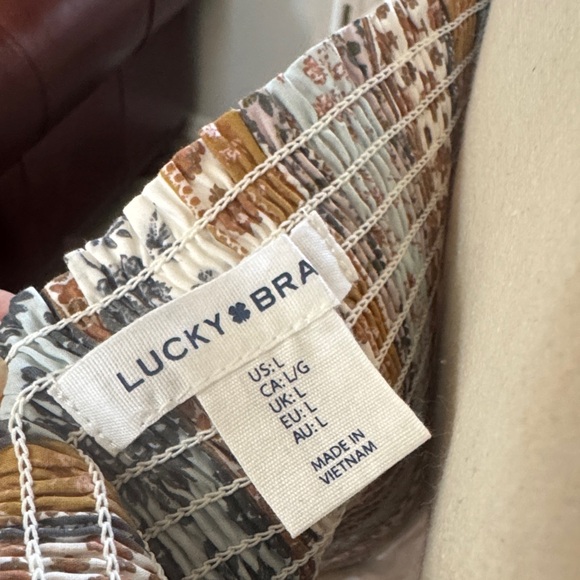 LUCKY BRA
US: L
CA: L/G
UK: L
EU: L
AU: L
MADE IN
VIETNAM